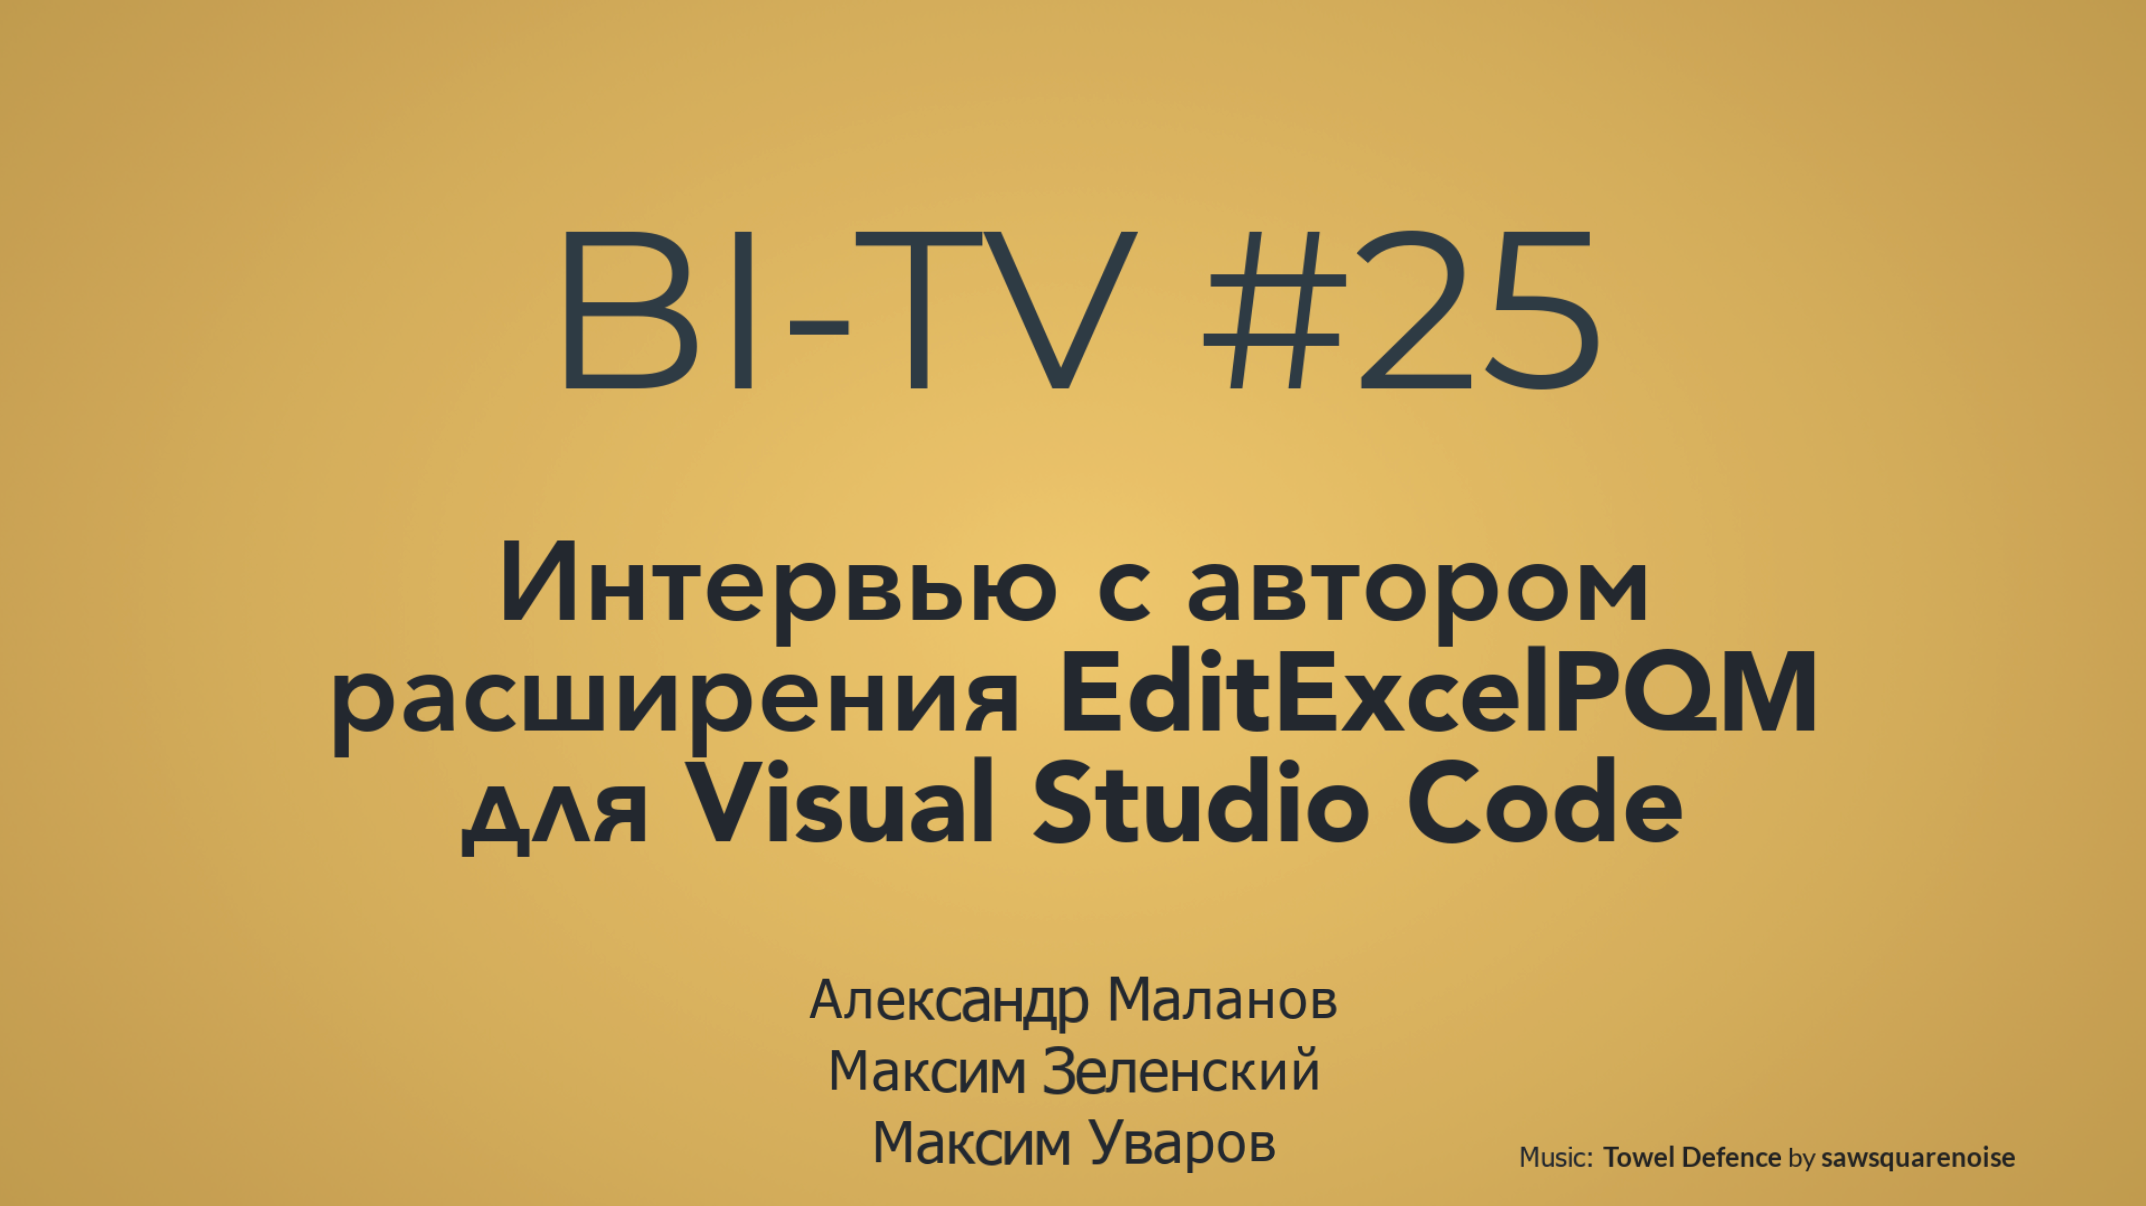 BI-TV #25
Интервью с автором
расширения EditExcelPQM
для Visual Studio Code
Александр Маланов
Максим Зеленский
Максим Уваров
Music: Towel Defence by sawsquarenoise